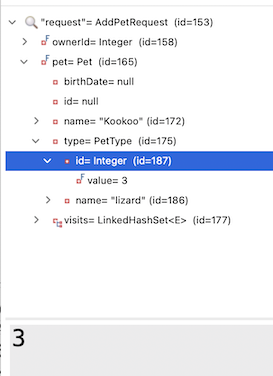 "request"= AddPetRequest (id=153)
F ownerId= Integer (id=158)
F pet= Pet (id=165)
birthDate= null
id= null
name= "Kookoo" (id=172)
type= PetType (id=175)
id= Integer (id=187)
F value= 3
name= "lizard" (id=186)
visits= LinkedHashSet<E> (id=177)
3